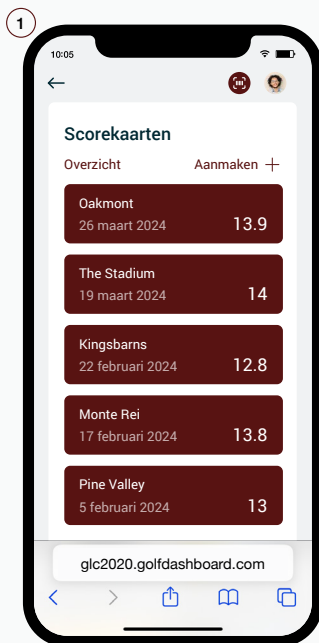 1
10:05
Scorekaarten
Overzicht Aanmaken +
Oakmont
26 maart 2024 13.9
The Stadium
19 maart 2024 14
Kingsbarns
22 februari 2024 12.8
Monte Rei
17 februari 2024 13.8
Pine Valley
5 februari 2024 13
glc2020.golfdashboard.com